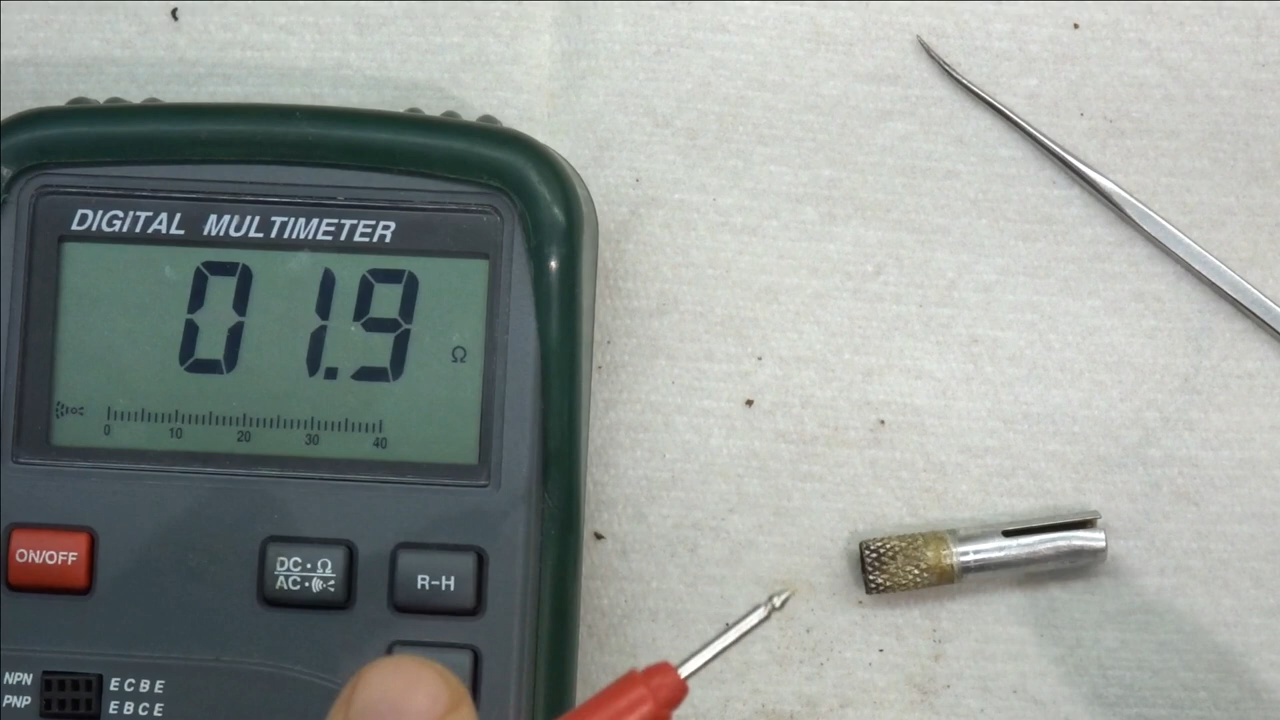 DIGITAL MULTIMETER
01.9 Ω
0 10 20 30 40
ON/OFF
DC·Ω
AC·
R-H
NPN
ECBE
PNP
EBCE